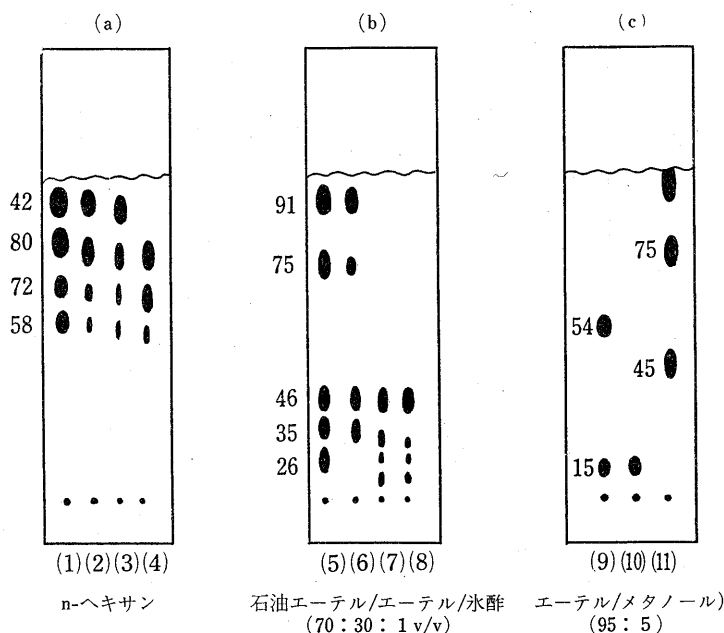 (a)
42
80
72
58
(1)(2)(3)(4)
n-ヘキサン
(b)
91
75
46
35
26
(5)(6)(7)(8)
石油エーテル/エーテル/氷酢
(70:30:1 v/v)
(c)
75
54
45
15
(9)(10)(11)
エーテル/メタノール)
(95:5)